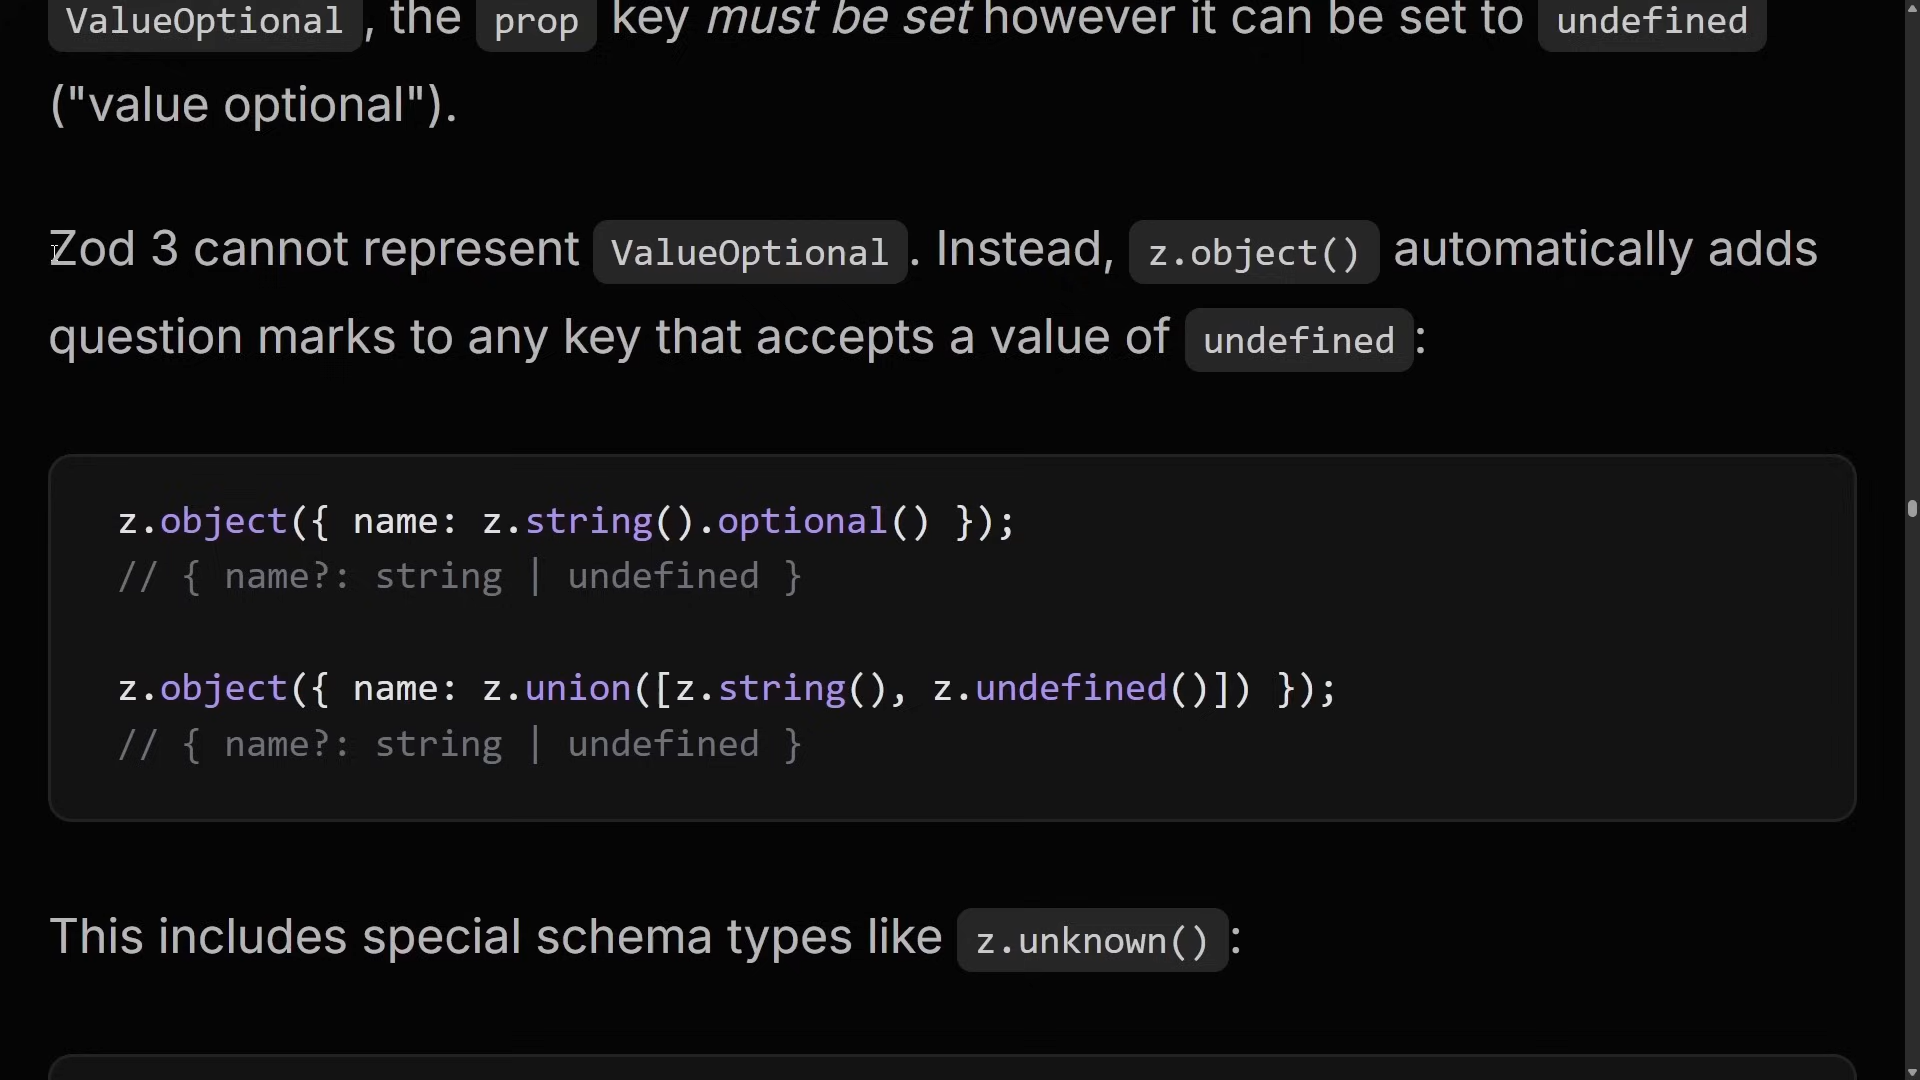 ValueOptional, the prop key must be set however it can be set to undefined
("value optional").
Zod 3 cannot represent ValueOptional. Instead, z.object() automatically adds
question marks to any key that accepts a value of undefined:
z.object({ name: z.string().optional() });
// { name?: string | undefined }
z.object({ name: z.union([z.string(), z.undefined()]) });
// { name?: string | undefined }
This includes special schema types like z.unknown():